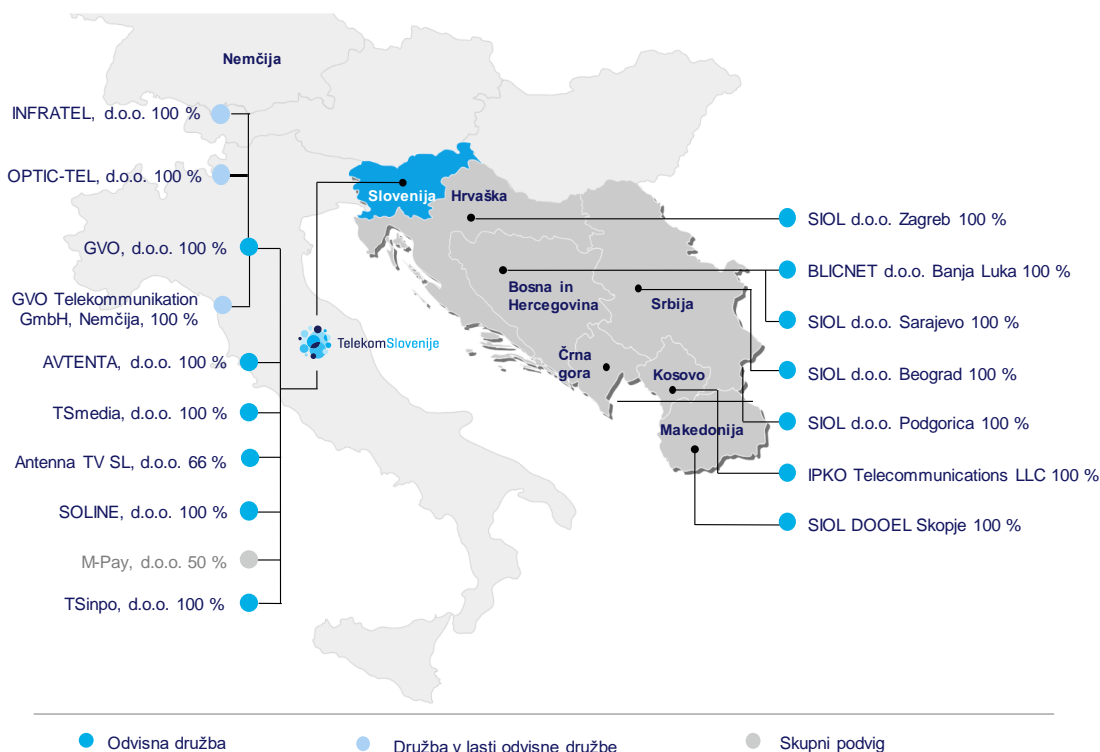 Nemčija
INFRATEL, d.o.o. 100 %
OPTIC-TEL, d.o.o. 100 %
GVO, d.o.o. 100 %
GVO Telekommunikation
GmbH, Nemčija, 100 %
AVTENTA, d.o.o. 100 %
TSmedia, d.o.o. 100 %
Antenna TV SL, d.o.o. 66 %
SOLINE, d.o.o. 100 %
M-Pay, d.o.o. 50 %
TSinpo, d.o.o. 100 %
TelekomSlovenije
Slovenija
Hrvaška
Bosna in
Hercegovina
Srbija
Črna
gora
Kosovo
Makedonija
SIOL d.o.o. Zagreb 100 %
BLICNET d.o.o. Banja Luka 100 %
SIOL d.o.o. Sarajevo 100 %
SIOL d.o.o. Beograd 100 %
SIOL d.o.o. Podgorica 100 %
IPKO Telecommunications LLC 100 %
SIOL DOOEL Skopje 100 %
Odvisna družba
Družba v lasti odvisne družbe
Skupni podvig